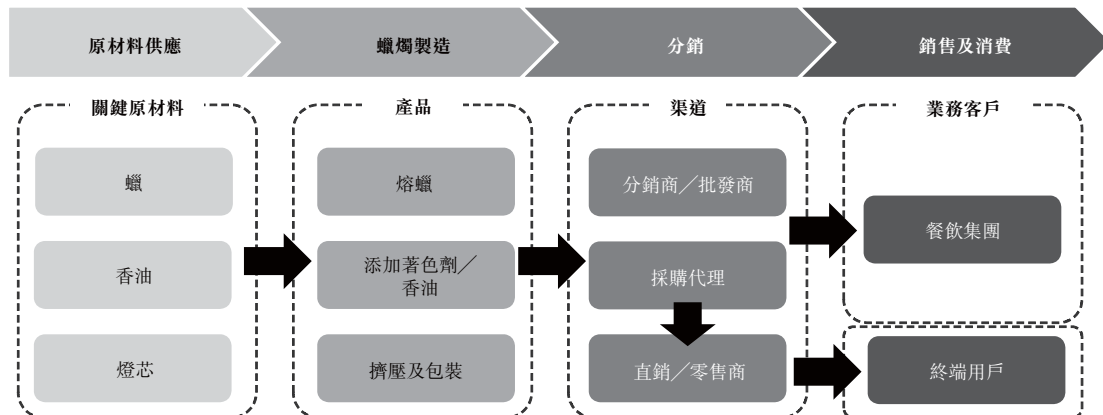 原材料供應
蠟燭製造
分銷
銷售及消費
關鍵原材料
蠟
香油
燈芯
產品
熔蠟
添加著色劑／
香油
擠壓及包裝
渠道
分銷商／批發商
採購代理
直銷／零售商
業務客戶
餐飲集團
終端用戶